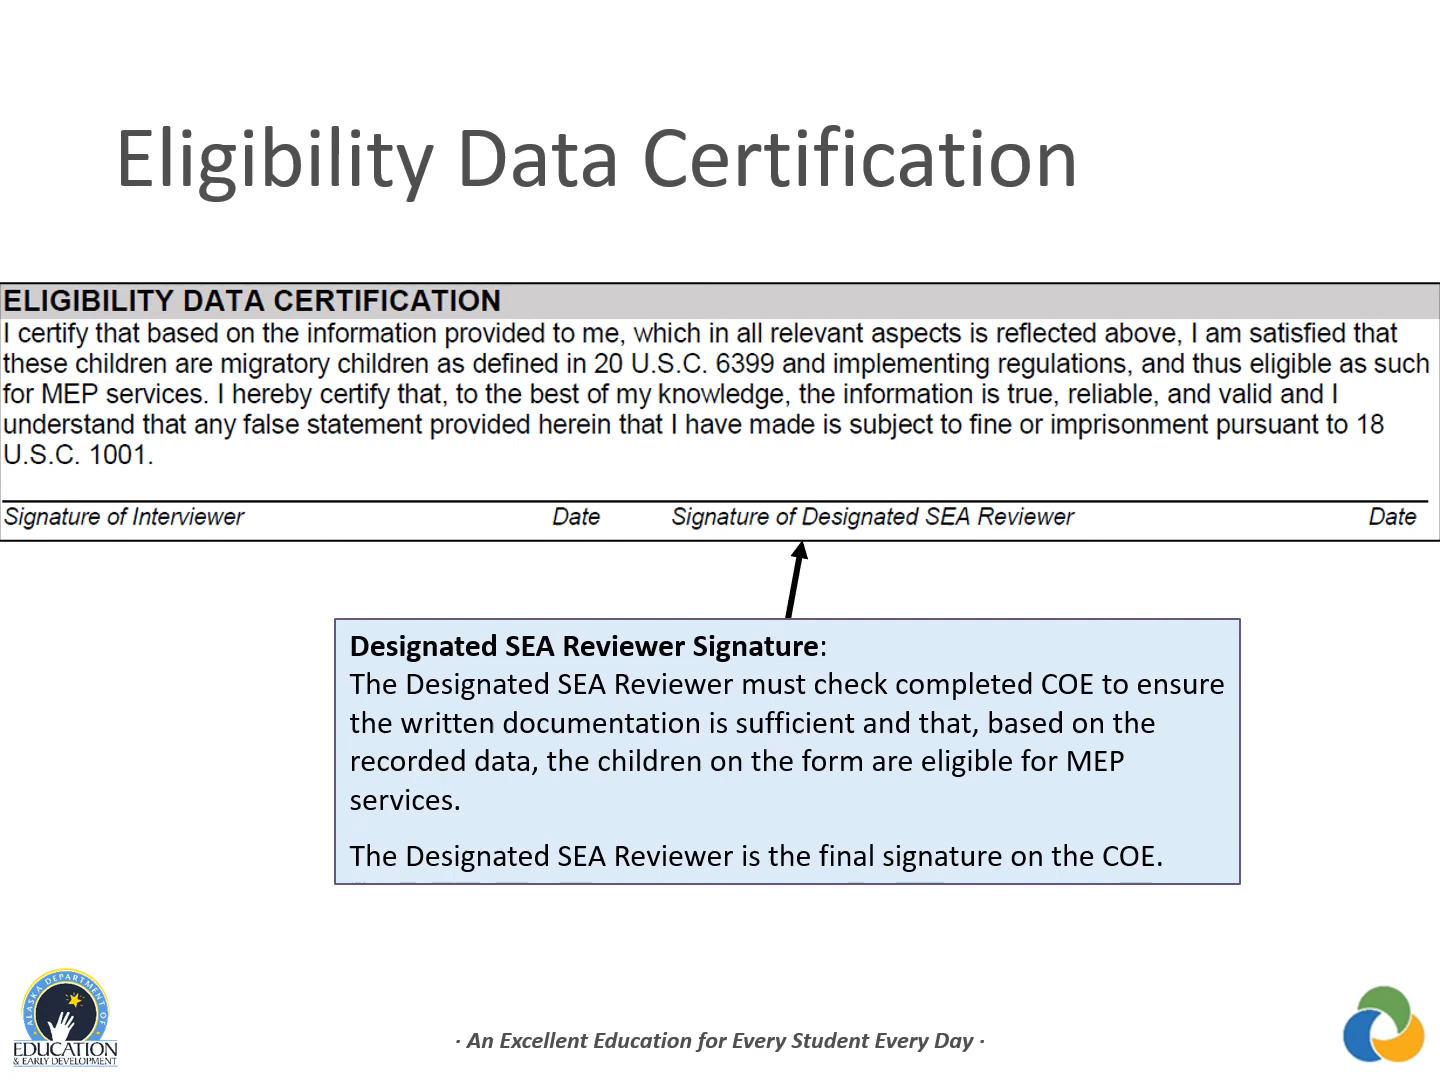 Eligibility Data Certification
ELIGIBILITY DATA CERTIFICATION
I certify that based on the information provided to me, which in all relevant aspects is reflected above, I am satisfied that
these children are migratory children as defined in 20 U.S.C. 6399 and implementing regulations, and thus eligible as such
for MEP services. I hereby certify that, to the best of my knowledge, the information is true, reliable, and valid and I
understand that any false statement provided herein that I have made is subject to fine or imprisonment pursuant to 18
U.S.C. 1001.
Signature of Interviewer Date Signature of Designated SEA Reviewer Date
Designated SEA Reviewer Signature:
The Designated SEA Reviewer must check completed COE to ensure
the written documentation is sufficient and that, based on the
recorded data, the children on the form are eligible for MEP
services.
The Designated SEA Reviewer is the final signature on the COE.
ALASKA DEPARTMENT OF
EDUCATION
& EARLY DEVELOPMENT
· An Excellent Education for Every Student Every Day ·